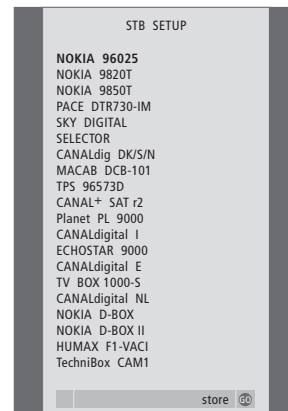 STB SETUP
NOKIA 96025
NOKIA 9820T
NOKIA 9850T
PACE DTR730-IM
SKY DIGITAL
SELECTOR
CANALdig DK/S/N
MACAB DCB-101
TPS 96573D
CANAL+ SAT r2
Planet PL 9000
CANALdigital I
ECHOSTAR 9000
CANALdigital E
TV BOX 1000-S
CANALdigital NL
NOKIA D-BOX
NOKIA D-BOX II
HUMAX F1-VACI
TechniBox CAM1
store GO